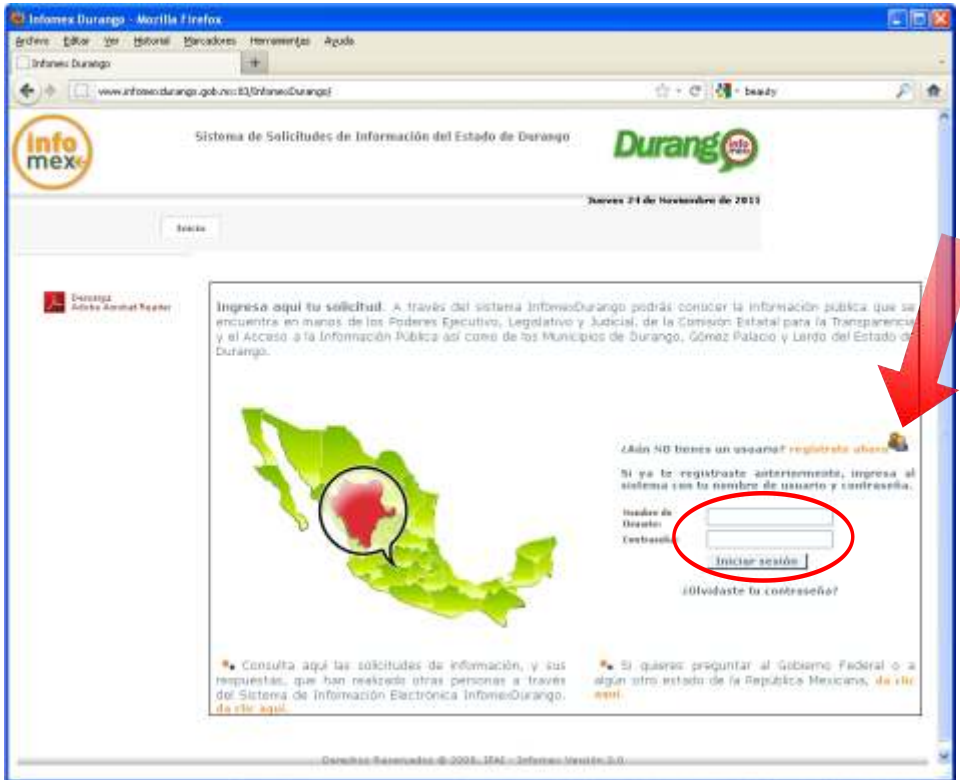 Infomex Durango - Mozilla Firefox
Archivo Editar Ver Historial Marcadores Herramientas Ayuda
Infomex Durango
www.infomexdurango.gob.mx:83/InfomexDurango/
beauty
info
mex
Sistema de Solicitudes de Información del Estado de Durango
Durango
Jueves 24 de Noviembre de 2011
Inicio
Descarga
Adobe Acrobat Reader
Ingresa aquí tu solicitud. A través del sistema InfomexDurango podrás conocer la información pública que se
encuentra en manos de los Poderes Ejecutivo, Legislativo y Judicial, de la Comisión Estatal para la Transparencia
y el Acceso a la Información Pública así como de los Municipios de Durango, Gómez Palacio y Lerdo del Estado de
Durango.
¿Aún NO tienes un usuario? regístrate ahora
Si ya te registraste anteriormente, ingresa al
sistema con tu nombre de usuario y contraseña.
Nombre de
Usuario:
Contraseña:
Iniciar sesión
¿Olvidaste tu contraseña?
Consulta aquí las solicitudes de información, y sus
respuestas, que han realizado otras personas a través
del Sistema de Información Electrónica InfomexDurango,
da clic aquí.
Si quieres preguntar al Gobierno Federal o a
algún otro estado de la República Mexicana, da clic
aquí.
Derechos Reservados © 2008, IFAI - Infomex Versión 2.0